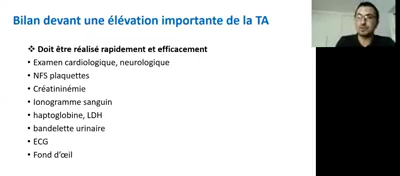 Bilan devant une élévation importante de la TA
❖ Doit être réalisé rapidement et efficacement
• Examen cardiologique, neurologique
• NFS plaquettes
• Créatininémie
• Ionogramme sanguin
• haptoglobine, LDH
• bandelette urinaire
• ECG
• Fond d'œil